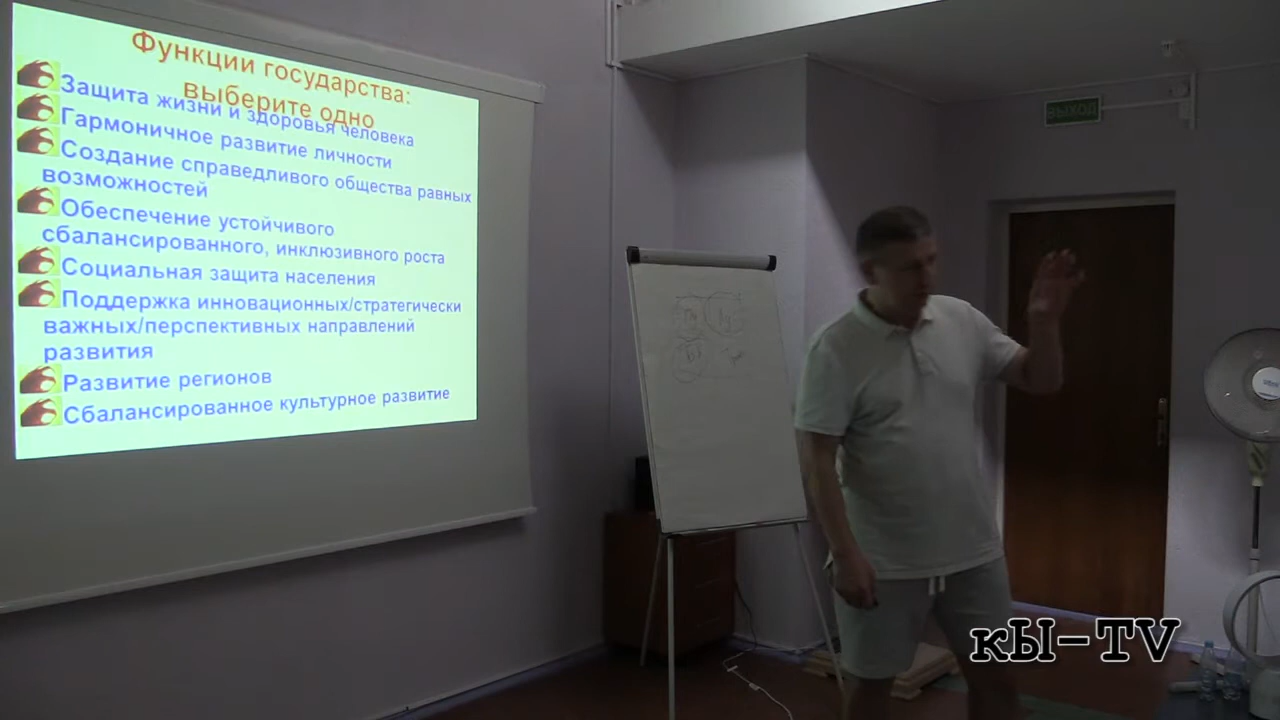 Функции государства:
выберите одно
Защита жизни и здоровья человека
Гармоничное развитие личности
Создание справедливого общества равных
возможностей
Обеспечение устойчивого
сбалансированного, инклюзивного роста
Социальная защита населения
Поддержка инновационных/стратегически
важных/перспективных направлений
развития
Развитие регионов
Сбалансированное культурное развитие
ВЫХОД
кЫ-TV